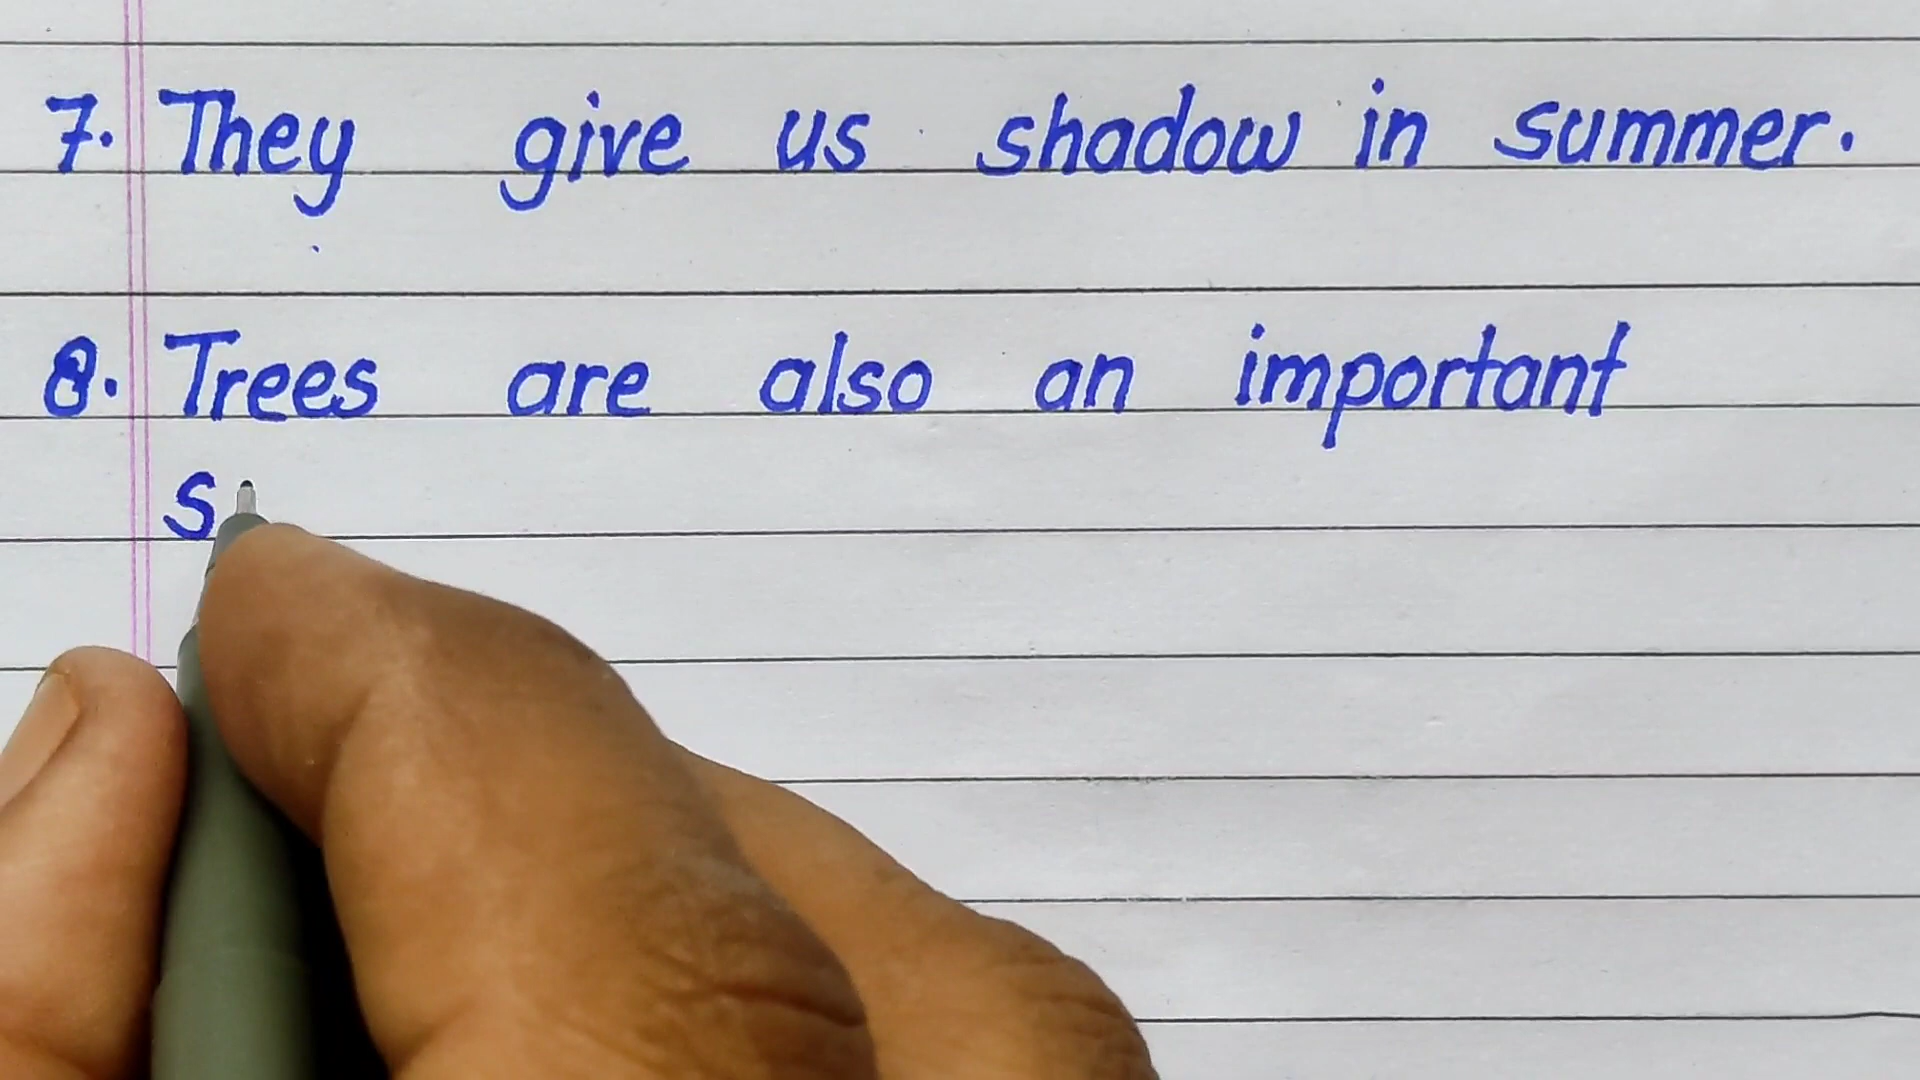 7. They give us shadow in summer.
8. Trees are also an important
s